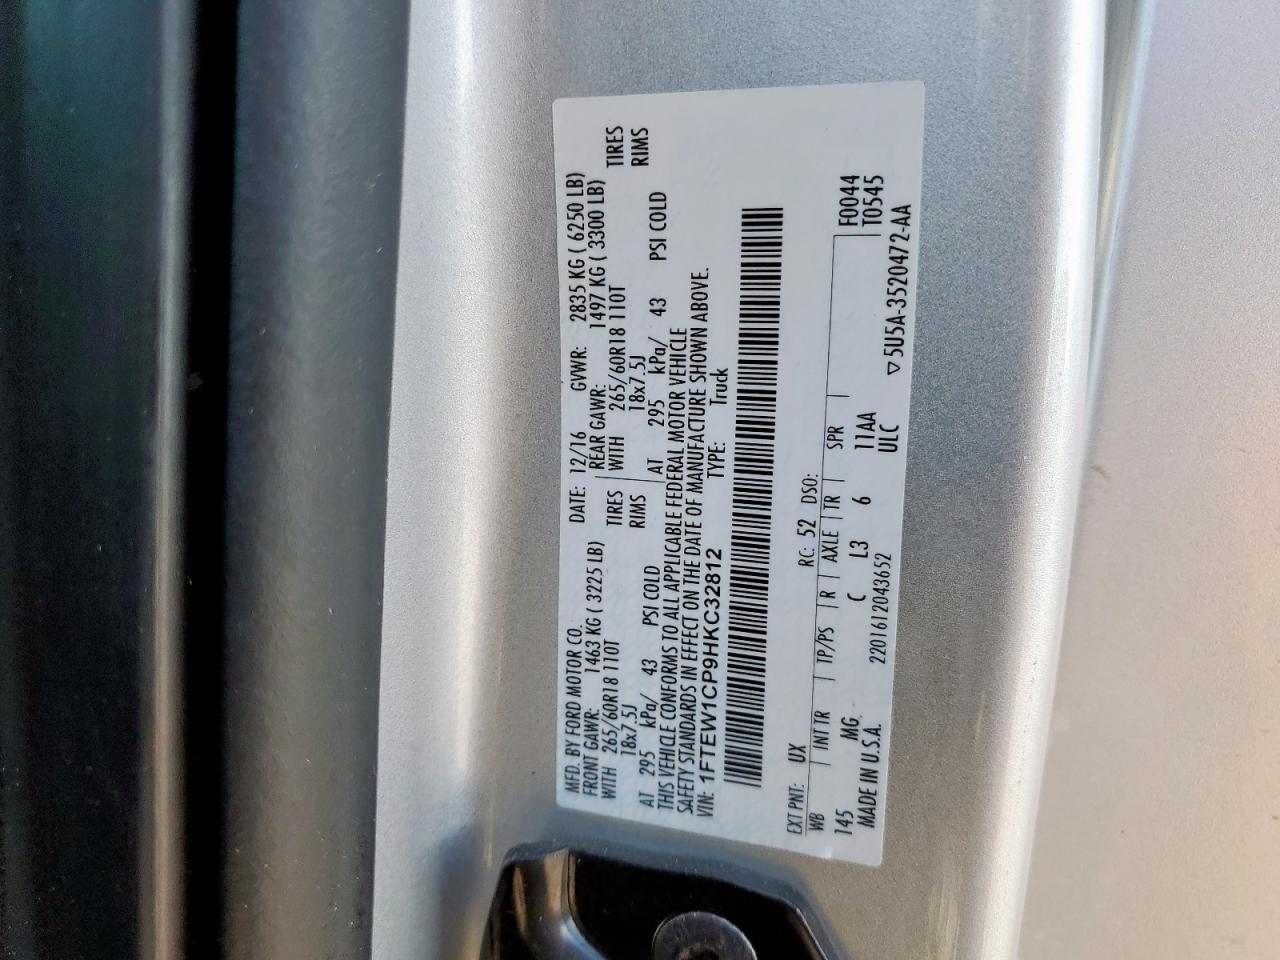 MFD. BY FORD MOTOR CO. DATE: 12/16 GVWR: 2835 KG ( 6250 LB)
FRONT GAWR: 1463 KG ( 3225 LB) REAR GAWR: 1497 KG ( 3300 LB)
WITH 265/60R18 110T TIRES WITH 265/60R18 110T TIRES
18x7.5J RIMS 18x7.5J RIMS
AT 295 kPa/ 43 PSI COLD AT 295 kPa/ 43 PSI COLD
THIS VEHICLE CONFORMS TO ALL APPLICABLE FEDERAL MOTOR VEHICLE
SAFETY STANDARDS IN EFFECT ON THE DATE OF MANUFACTURE SHOWN ABOVE.
VIN: 1FTEW1CP9HKC32812 TYPE: Truck
EXT PNT: UX RC: 52 DSO:
WB INT TR TP/PS R AXLE TR SPR F0044
145 MG C L3 6 11AA T0545
MADE IN U.S.A. 2201612043652 ULC
▽5U5A-3520472-AA